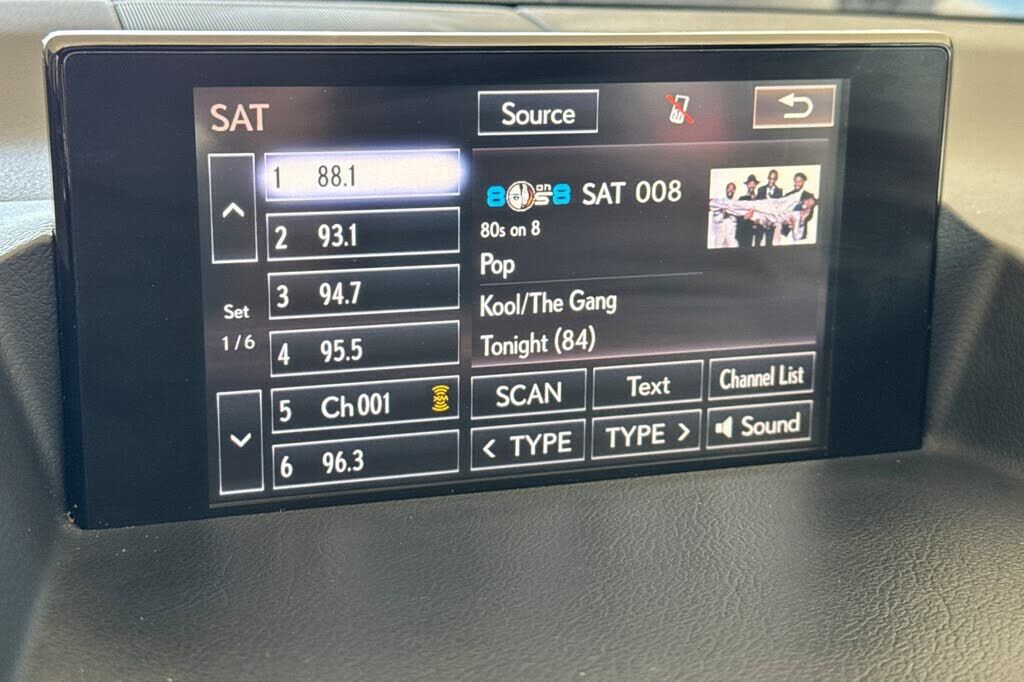 SAT
Source
1 88.1
2 93.1
3 94.7
4 95.5
5 Ch 001 XM
6 96.3
Set
1/6
8 on 8 SAT 008
80s on 8
Pop
Kool/The Gang
Tonight (84)
SCAN
Text
Channel List
< TYPE
TYPE >
Sound